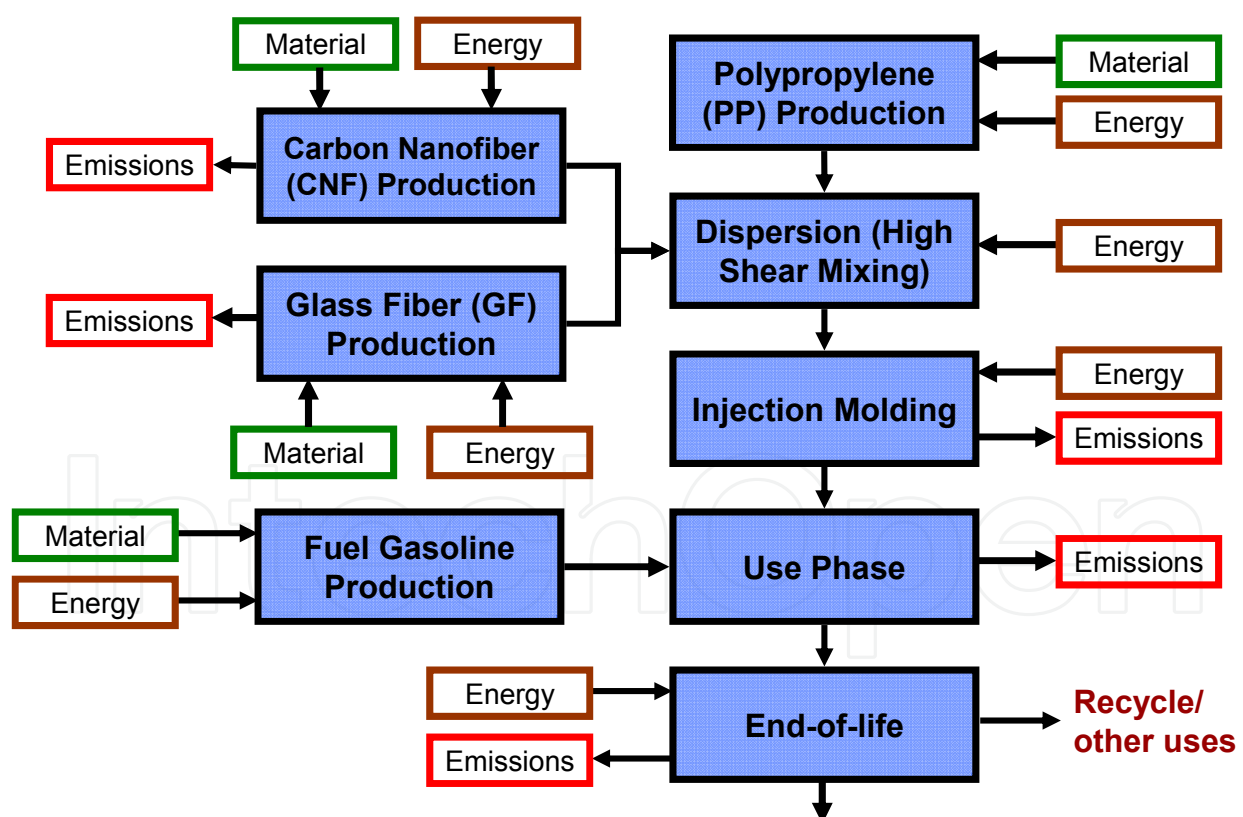 Material
Energy
Carbon Nanofiber
(CNF) Production
Emissions
Polypropylene
(PP) Production
Material
Energy
Dispersion (High
Shear Mixing)
Energy
Emissions
Glass Fiber (GF)
Production
Material
Energy
Injection Molding
Energy
Emissions
Material
Energy
Fuel Gasoline
Production
Use Phase
Emissions
Energy
Emissions
End-of-life
Recycle/
other uses
IntechOpen